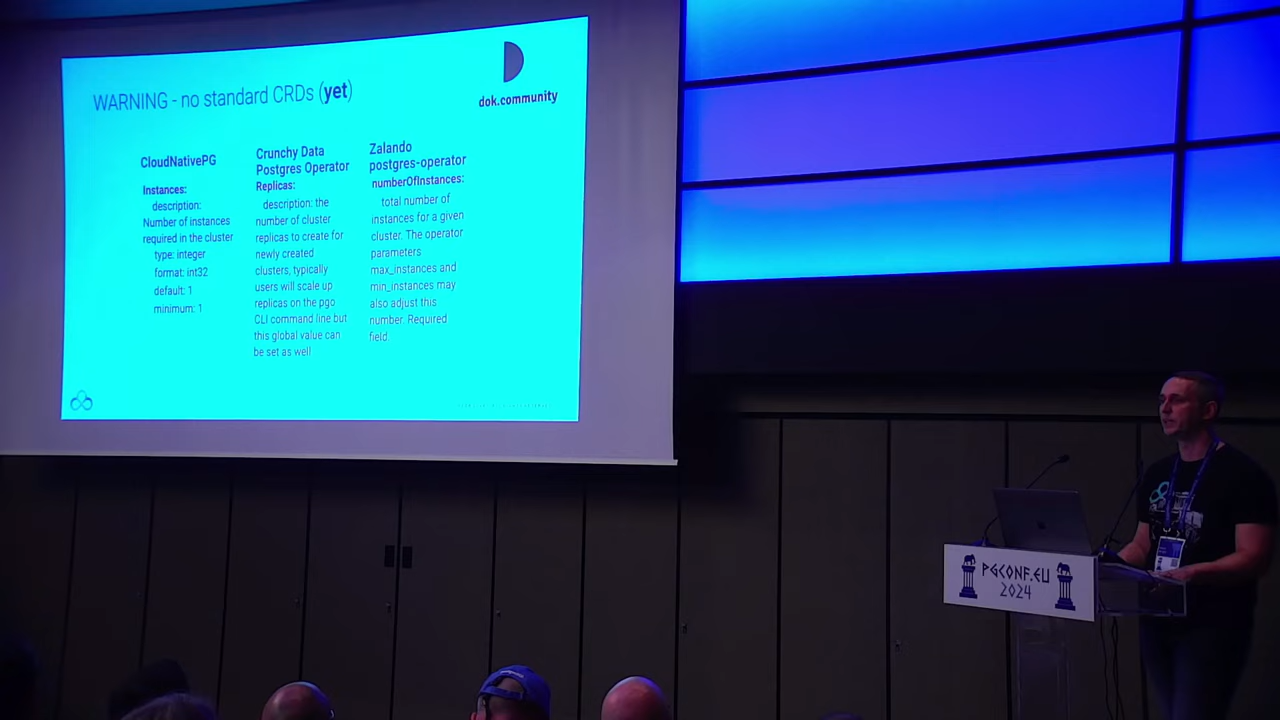 WARNING - no standard CRDs (yet)
dok.community
CloudNativePG
Instances:
description:
Number of instances
required in the cluster
type: integer
format: int32
default: 1
minimum: 1
Crunchy Data
Postgres Operator
Replicas:
description: the
number of cluster
replicas to create for
newly created
clusters, typically
users will scale up
replicas on the pgo
CLI command line but
this global value can
be set as well
Zalando
postgres-operator
numberOfInstances:
total number of
instances for a given
cluster. The operator
parameters
max_instances and
min_instances may
also adjust this
number. Required
field.
PGCONF.EU
2024